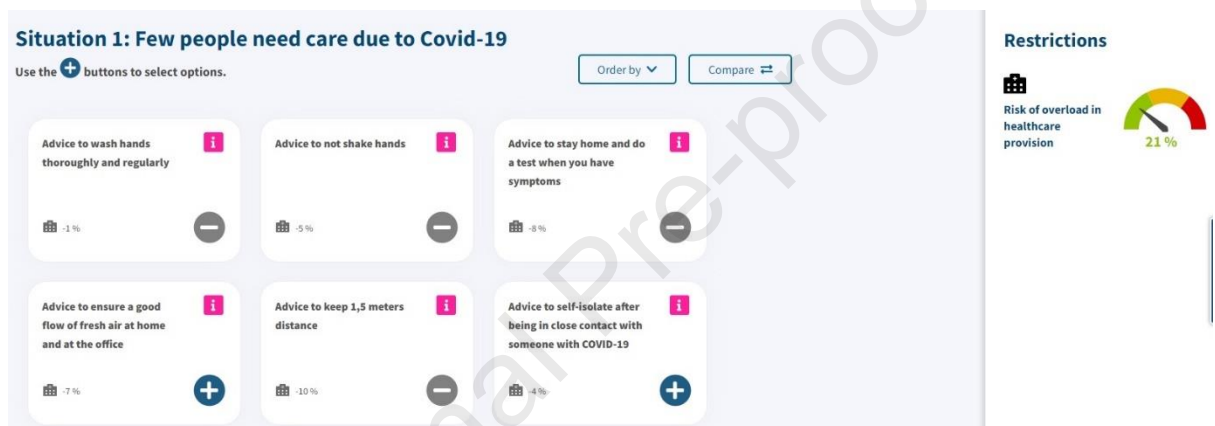 Situation 1: Few people need care due to Covid-19
Use the + buttons to select options.
Order by
Compare
Advice to wash hands
thoroughly and regularly
i
-1 %
Advice to not shake hands
i
-5 %
Advice to stay home and do
a test when you have
symptoms
i
-8 %
Advice to ensure a good
flow of fresh air at home
and at the office
i
-7 %
Advice to keep 1,5 meters
distance
i
-10 %
Advice to self-isolate after
being in close contact with
someone with COVID-19
i
-4 %
Restrictions
Risk of overload in
healthcare
provision
21 %
nal Pre-proo